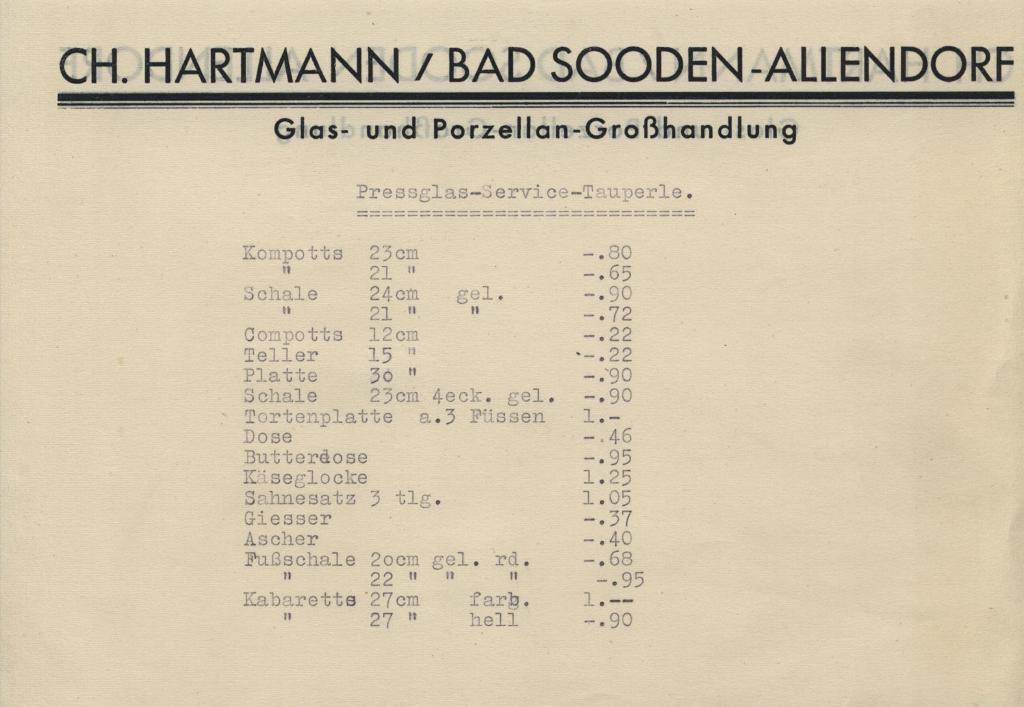 CH. HARTMANN / BAD SOODEN-ALLENDORF
Glas- und Porzellan-Großhandlung
Pressglas-Service-Tauperle.
===========================
Kompotts 23cm -.80
" 21 " -.65
Schale 24cm gel. -.90
" 21 " " -.72
Compotts 12cm -.22
Teller 15 " -.22
Platte 30 " -.90
Schale 23cm 4eck. gel. -.90
Tortenplatte a.3 Füssen 1.-
Dose -.46
Butterdose -.95
Käseglocke 1.25
Sahnesatz 3 tlg. 1.05
Giesser -.37
Ascher -.40
Fußschale 2ocm gel. rd. -.68
" 22 " " " -.95
Kabaretts 27cm farb. 1.--
" 27 " hell -.90